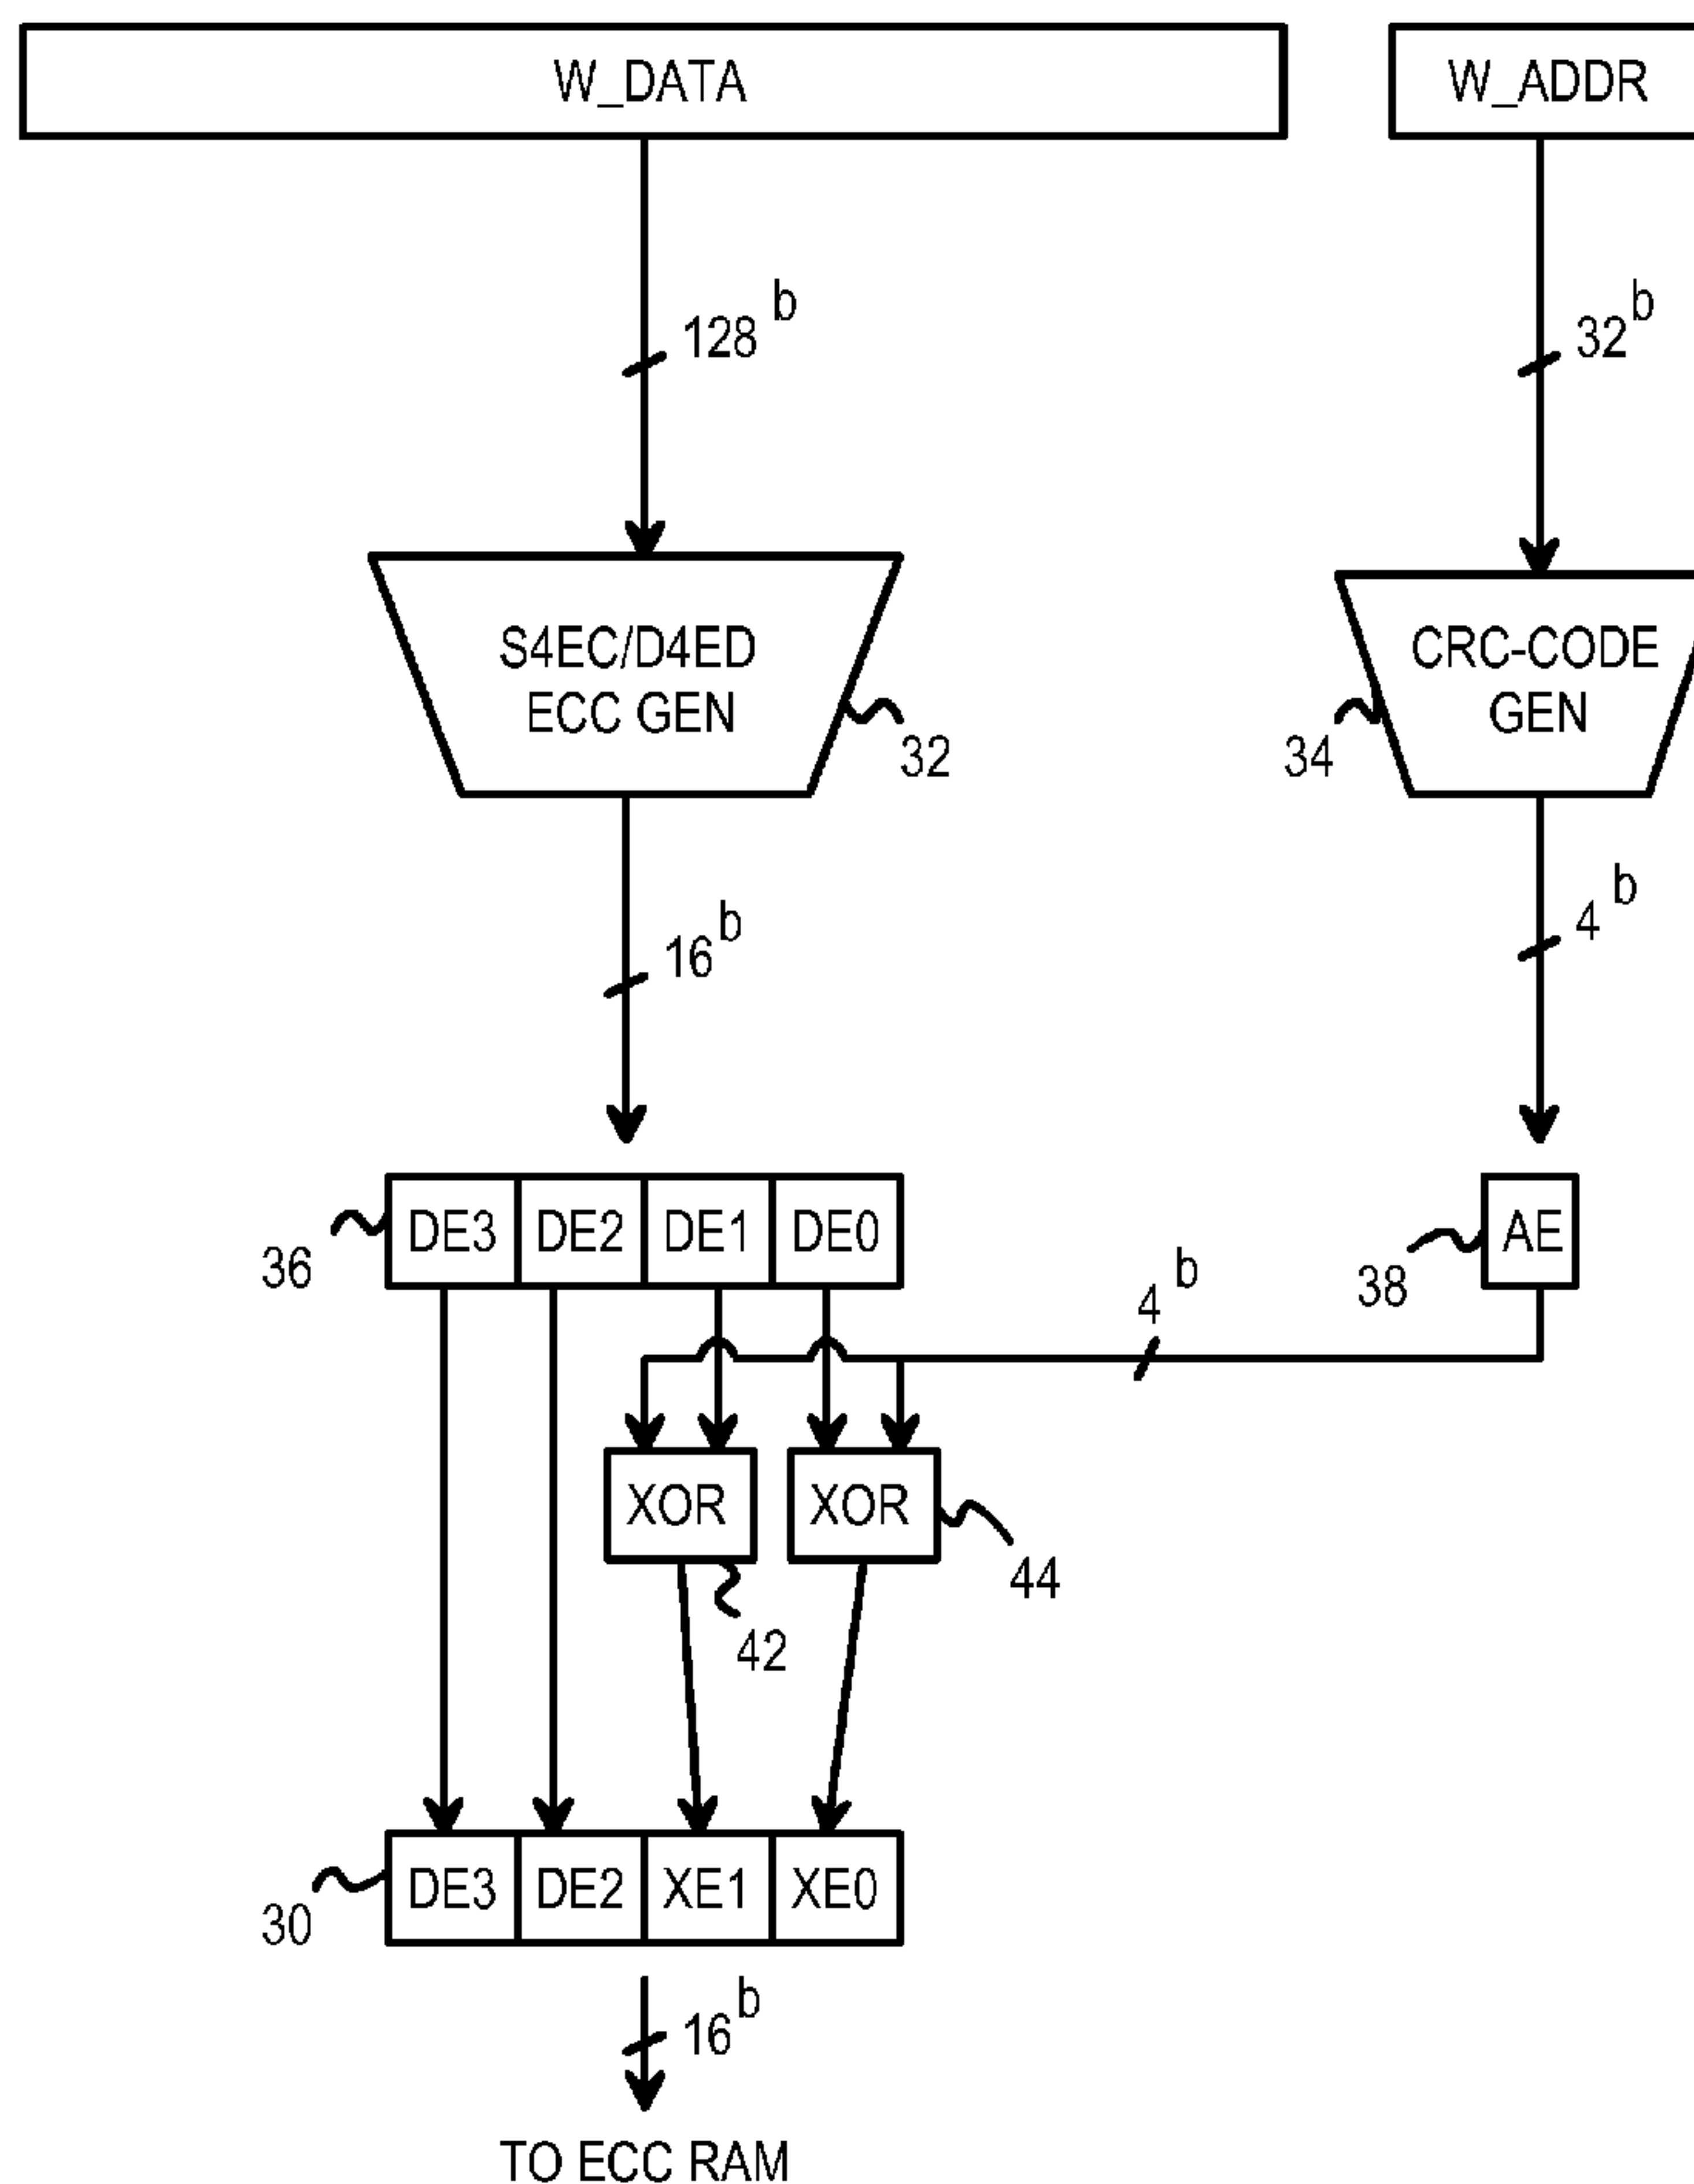 W_DATA
W_ADDR
128 b
32 b
S4EC/D4ED
ECC GEN
32
CRC-CODE
GEN
34
16 b
4 b
DE3 DE2 DE1 DE0
36
AE
38
4 b
XOR
XOR
44
42
DE3 DE2 XE1 XE0
30
16 b
TO ECC RAM